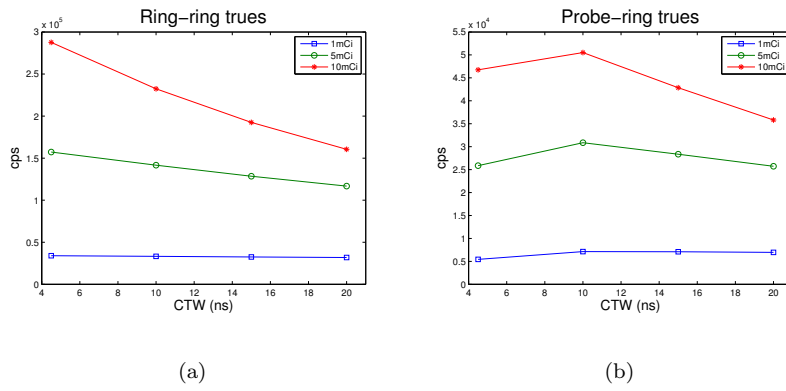 Ring−ring trues
x 10^5
3
2.5
2
1.5
1
0.5
0
4 6 8 10 12 14 16 18 20
CTW (ns)
cps
1mCi
5mCi
10mCi
(a)
Probe−ring trues
x 10^4
5.5
5
4.5
4
3.5
3
2.5
2
1.5
1
0.5
0
4 6 8 10 12 14 16 18 20
CTW (ns)
cps
1mCi
5mCi
10mCi
(b)